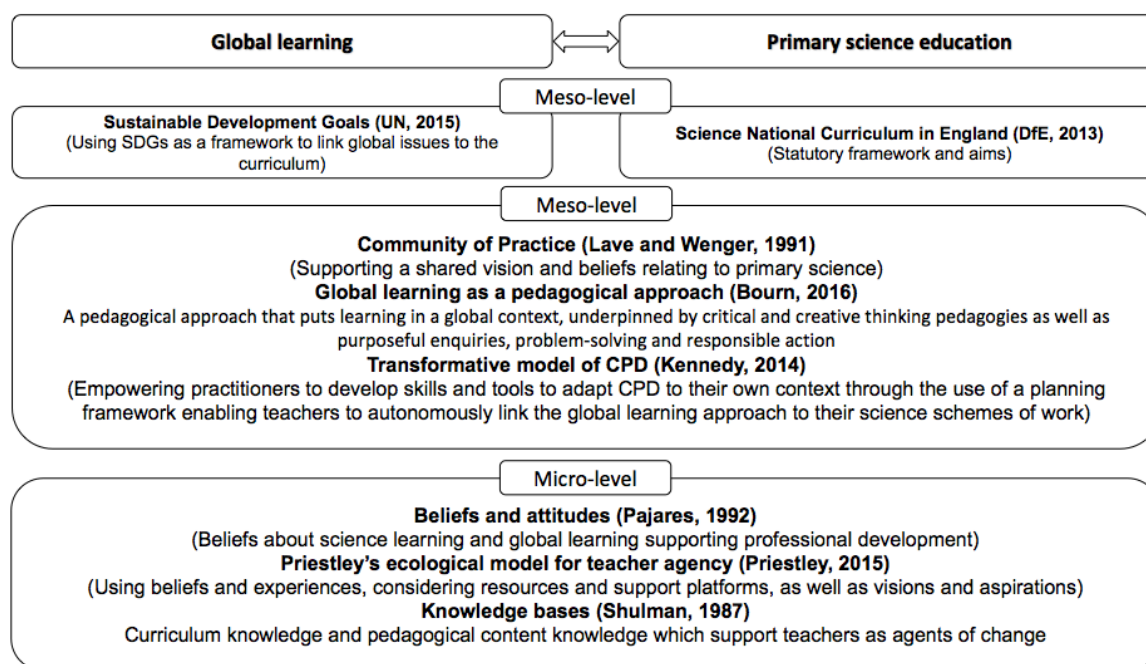 Global learning
Primary science education
Meso-level
Sustainable Development Goals (UN, 2015)
(Using SDGs as a framework to link global issues to the
curriculum)
Science National Curriculum in England (DfE, 2013)
(Statutory framework and aims)
Meso-level
Community of Practice (Lave and Wenger, 1991)
(Supporting a shared vision and beliefs relating to primary science)
Global learning as a pedagogical approach (Bourn, 2016)
A pedagogical approach that puts learning in a global context, underpinned by critical and creative thinking pedagogies as well as
purposeful enquiries, problem-solving and responsible action
Transformative model of CPD (Kennedy, 2014)
(Empowering practitioners to develop skills and tools to adapt CPD to their own context through the use of a planning
framework enabling teachers to autonomously link the global learning approach to their science schemes of work)
Micro-level
Beliefs and attitudes (Pajares, 1992)
(Beliefs about science learning and global learning supporting professional development)
Priestley's ecological model for teacher agency (Priestley, 2015)
(Using beliefs and experiences, considering resources and support platforms, as well as visions and aspirations)
Knowledge bases (Shulman, 1987)
Curriculum knowledge and pedagogical content knowledge which support teachers as agents of change